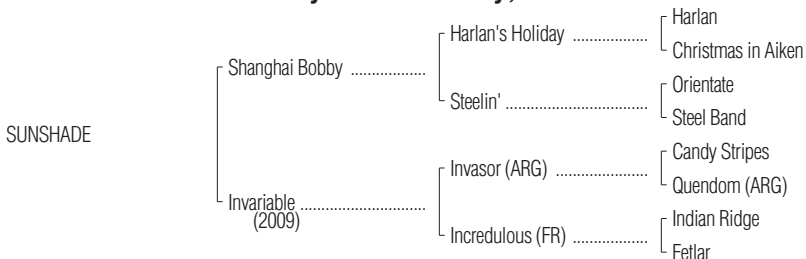 Harlan
Harlan's Holiday ..................
Christmas in Aiken
Shanghai Bobby ..................
Orientate
Steelin' ..................................
Steel Band
SUNSHADE
Candy Stripes
Invasor (ARG) ......................
Quendom (ARG)
Invariable ..............................
(2009)
Indian Ridge
Incredulous (FR) ..................
Fetlar